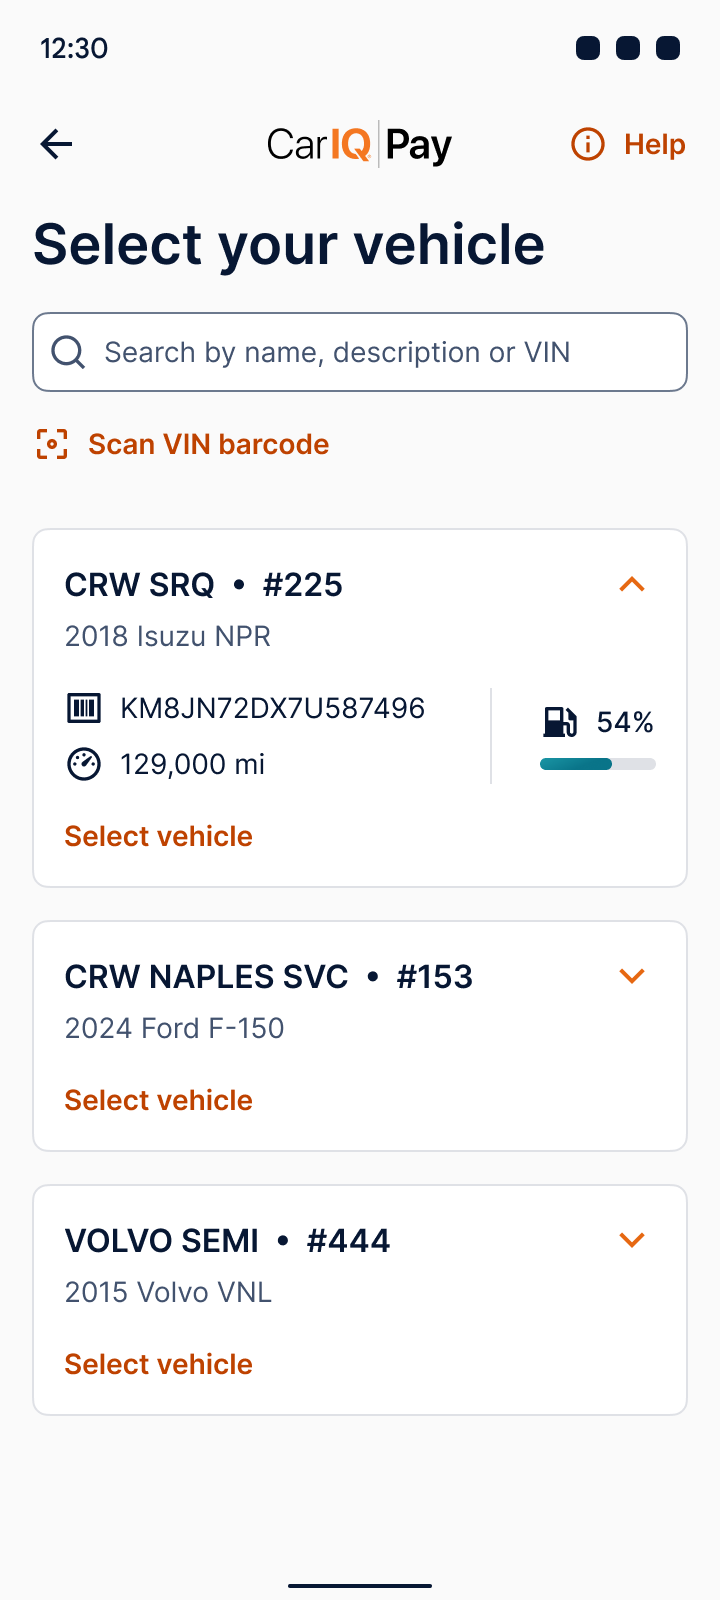 12:30
CarIQ Pay
Help
Select your vehicle
Search by name, description or VIN
Scan VIN barcode
CRW SRQ • #225
2018 Isuzu NPR
KM8JN72DX7U587496
54%
129,000 mi
Select vehicle
CRW NAPLES SVC • #153
2024 Ford F-150
Select vehicle
VOLVO SEMI • #444
2015 Volvo VNL
Select vehicle